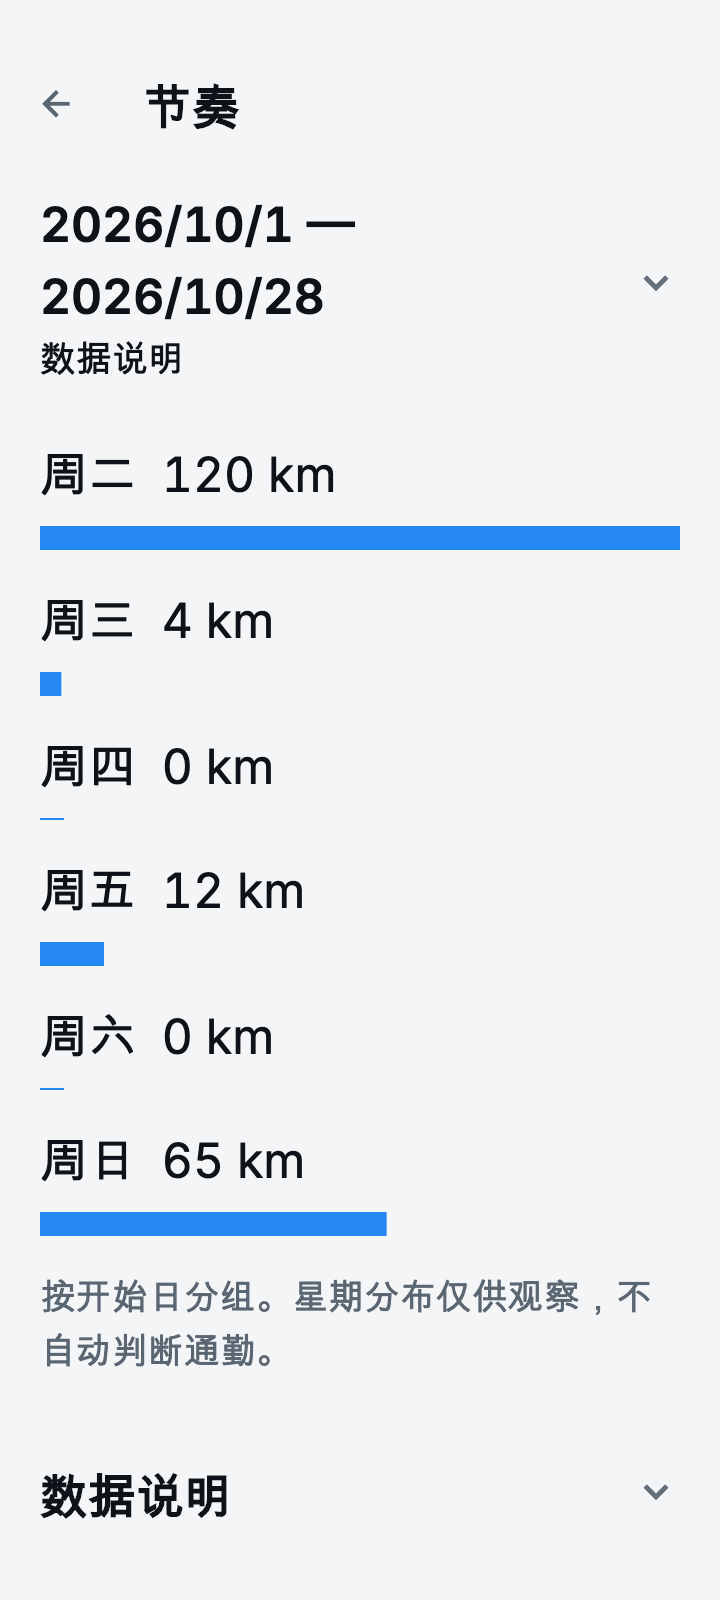 节奏
2026/10/1 —
2026/10/28
数据说明
周二 120 km
周三 4 km
周四 0 km
周五 12 km
周六 0 km
周日 65 km
按开始日分组。星期分布仅供观察，不
自动判断通勤。
数据说明